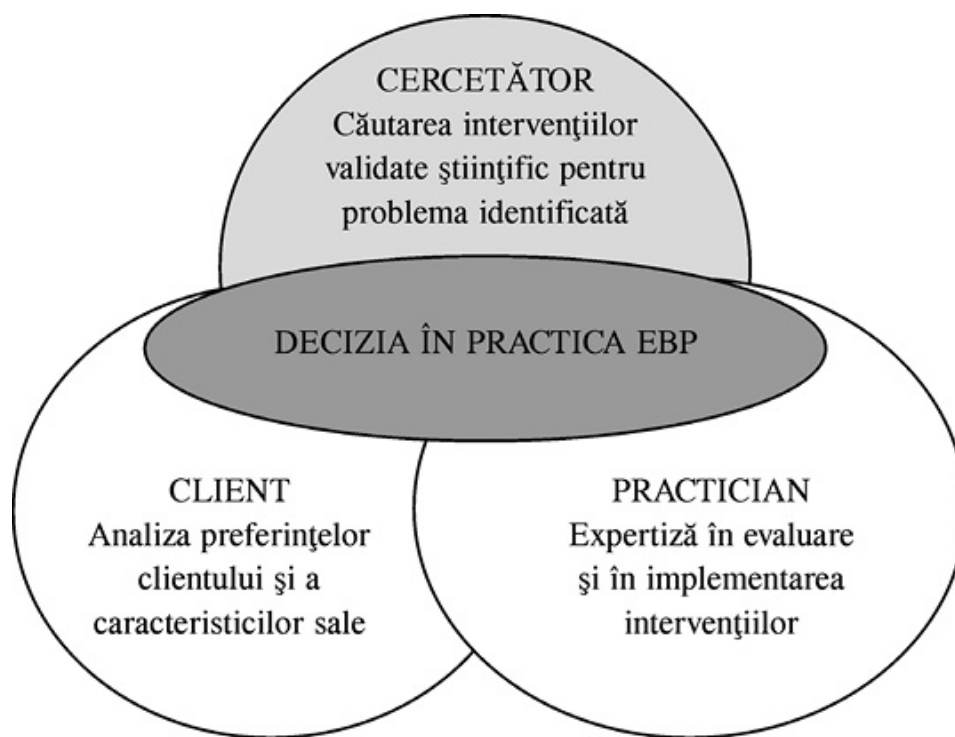 CERCETĂTOR
Căutarea intervenţiilor
validate ştiinţific pentru
problema identificată
DECIZIA ÎN PRACTICA EBP
CLIENT
Analiza preferinţelor
clientului şi a
caracteristicilor sale
PRACTICIAN
Expertiză în evaluare
şi în implementarea
intervenţiilor